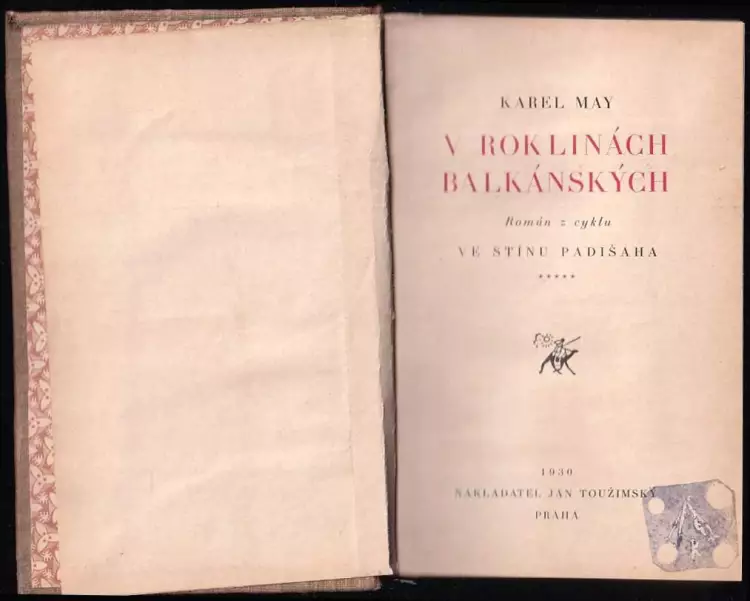 KAREL MAY
V ROKLINÁCH
BALKÁNSKÝCH
Román z cyklu
VE STÍNU PADIŠAHA
*****
1930
NAKLADATEL JAN TOUŽIMSKÝ
PRAHA